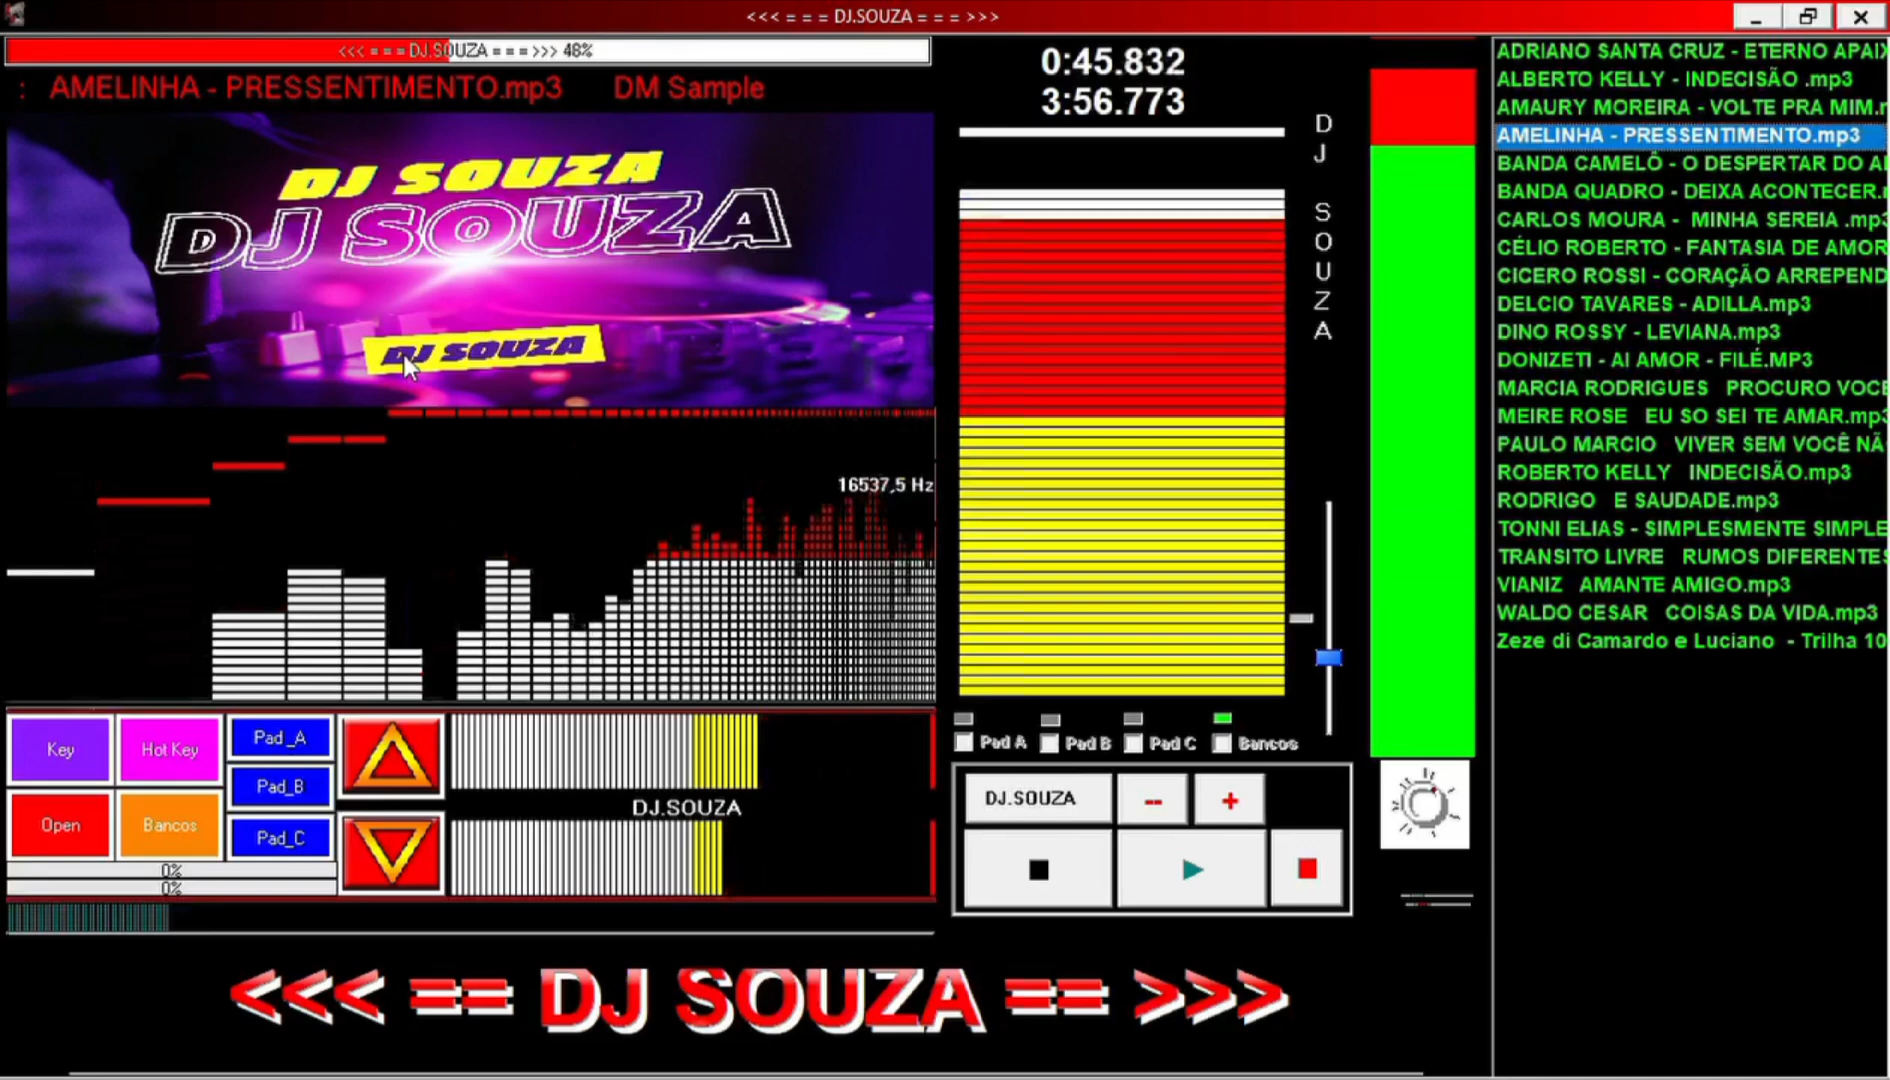 <<< = = = DJ.SOUZA = = = >>>
<<< = = = DJ.SOUZA = = = >>> 48%
: AMELINHA - PRESSENTIMENTO.mp3 DM Sample
DJ SOUZA
DJ SOUZA
DJ SOUZA
16537,5 Hz
0:45.832
3:56.773
DJ SOUZA
Key
Hot Key
Pad_A
Pad_B
Open
Bancos
Pad_C
0%
0%
DJ.SOUZA
Pad A
Pad B
Pad C
Bancos
DJ.SOUZA
--
+
<<< == DJ SOUZA == >>>
ADRIANO SANTA CRUZ - ETERNO APAIX
ALBERTO KELLY - INDECISÃO .mp3
AMAURY MOREIRA - VOLTE PRA MIM.
AMELINHA - PRESSENTIMENTO.mp3
BANDA CAMELÔ - O DESPERTAR DO
BANDA QUADRO - DEIXA ACONTECER.
CARLOS MOURA - MINHA SEREIA .mp3
CÉLIO ROBERTO - FANTASIA DE AMOR
CICERO ROSSI - CORAÇÃO ARREPEND
DELCIO TAVARES - ADILLA.mp3
DINO ROSSY - LEVIANA.mp3
DONIZETI - AI AMOR - FILÉ.MP3
MARCIA RODRIGUES PROCURO VOCE
MEIRE ROSE EU SO SEI TE AMAR.mp3
PAULO MARCIO VIVER SEM VOCÊ NÃ
ROBERTO KELLY INDECISÃO.mp3
RODRIGO E SAUDADE.mp3
TONNI ELIAS - SIMPLESMENTE SIMPLE
TRANSITO LIVRE RUMOS DIFERENTES
VIANIZ AMANTE AMIGO.mp3
WALDO CESAR COISAS DA VIDA.mp3
Zeze di Camardo e Luciano - Trilha 10